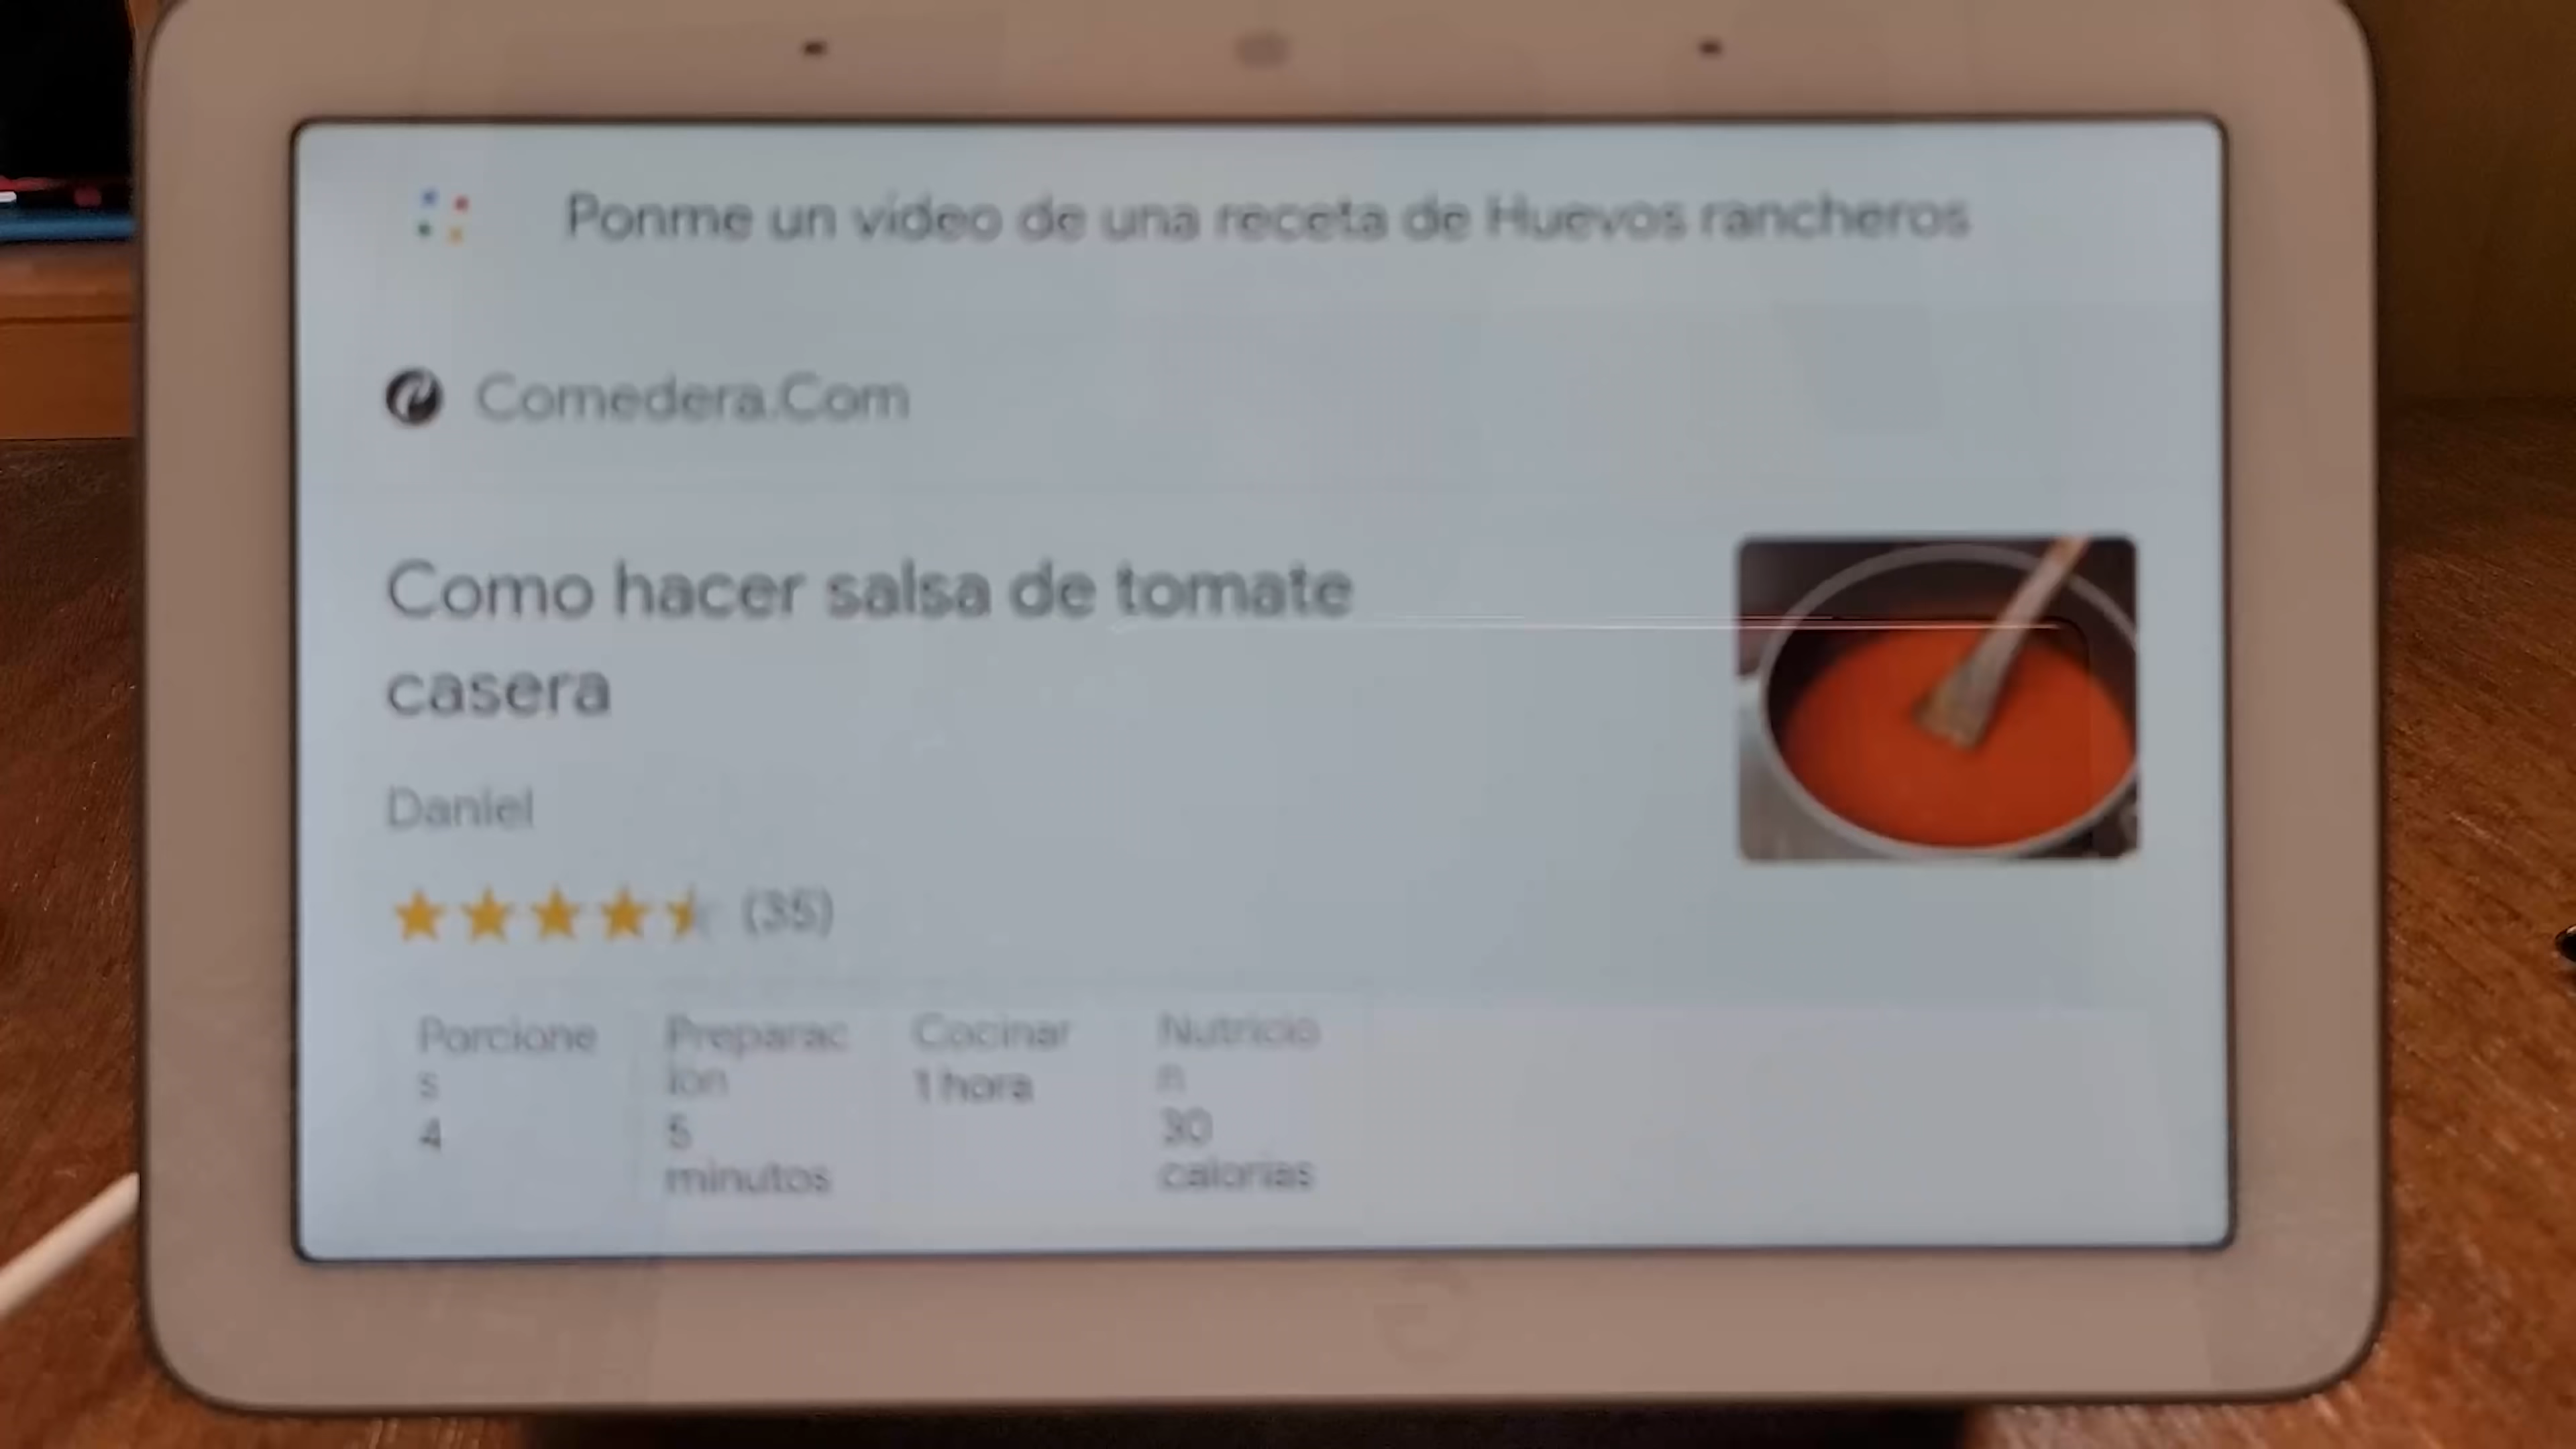 Ponme un video de una receta de Huevos rancheros
Comedera.Com
Como hacer salsa de tomate
casera
Daniel
(35)
Porcione
s
4
Preparac
ion
5
minutos
Cocinar
1 hora
Nutricio
n
30
calorias